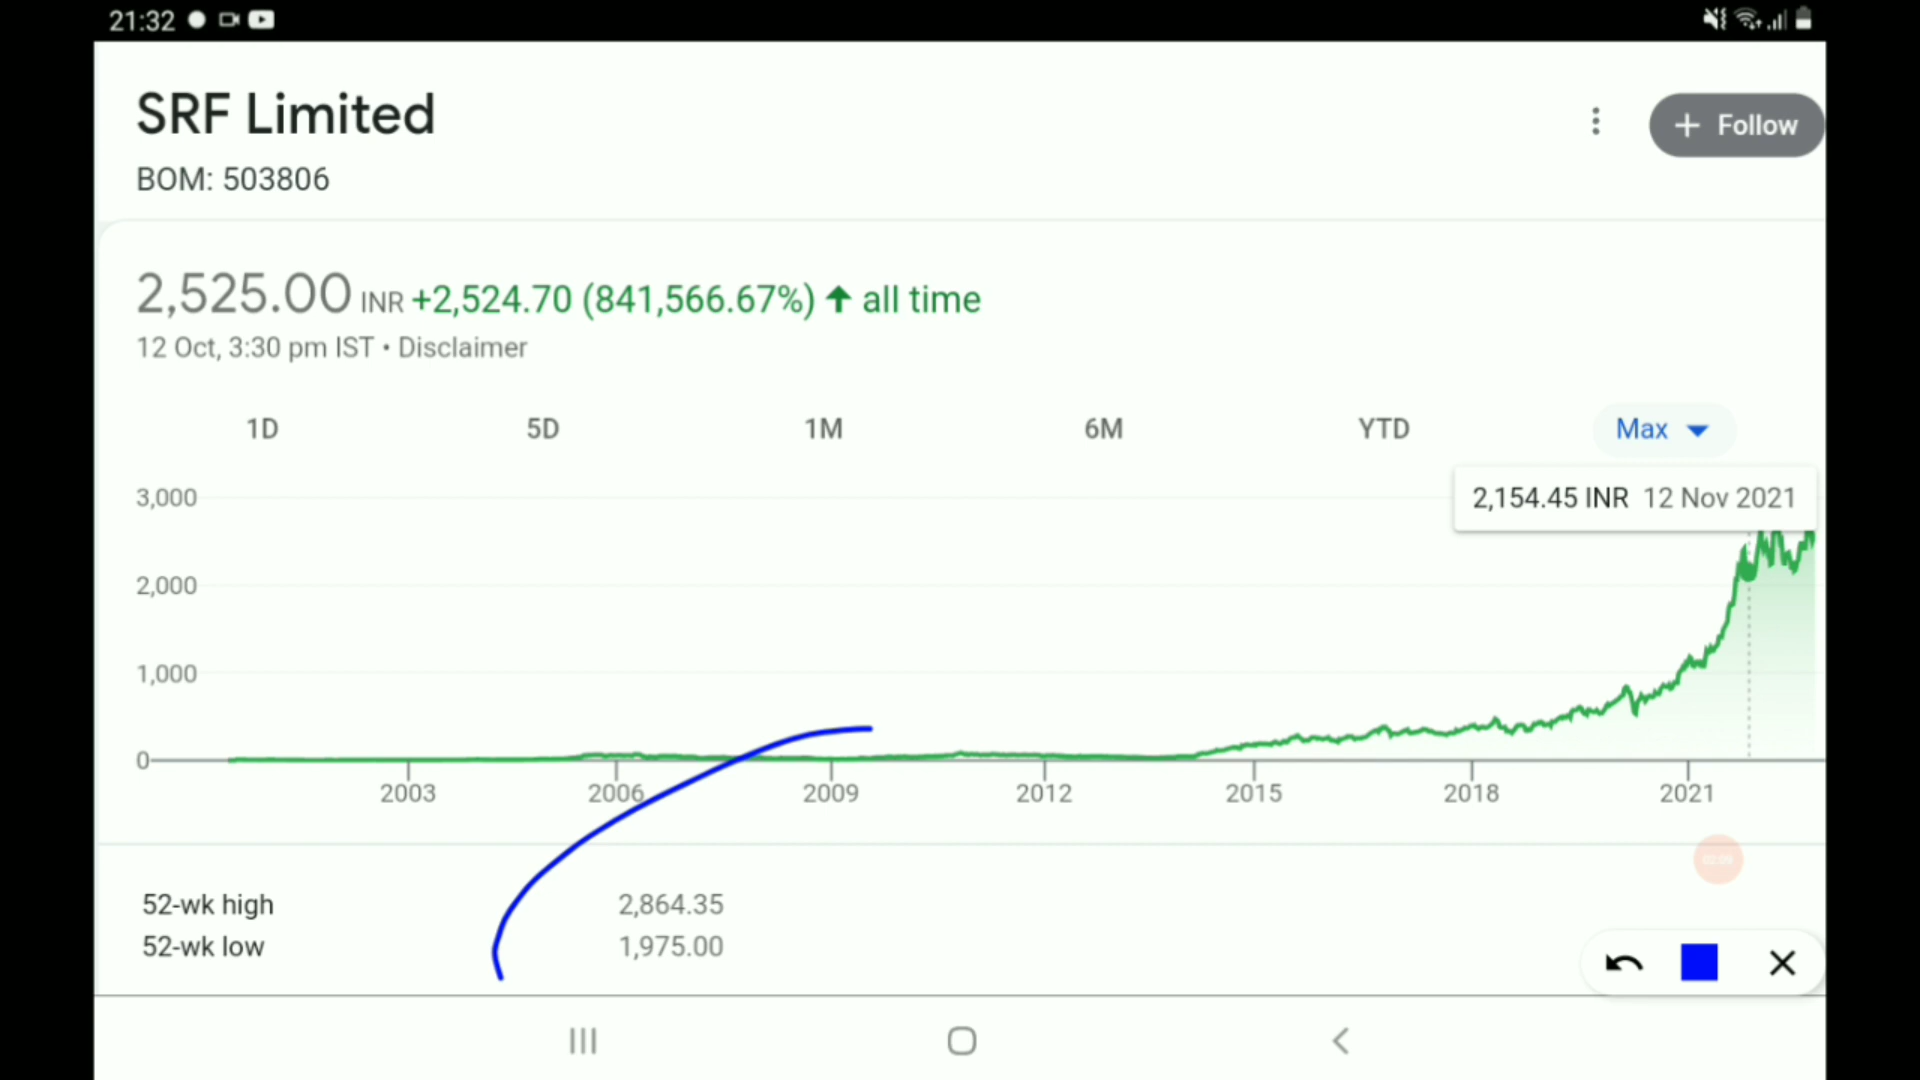 21:32
SRF Limited
+ Follow
BOM: 503806
2,525.00 INR +2,524.70 (841,566.67%) ↑ all time
12 Oct, 3:30 pm IST • Disclaimer
1D 5D 1M 6M YTD Max
2,154.45 INR 12 Nov 2021
3,000
2,000
1,000
0
2003 2006 2009 2012 2015 2018 2021
52-wk high 2,864.35
52-wk low 1,975.00